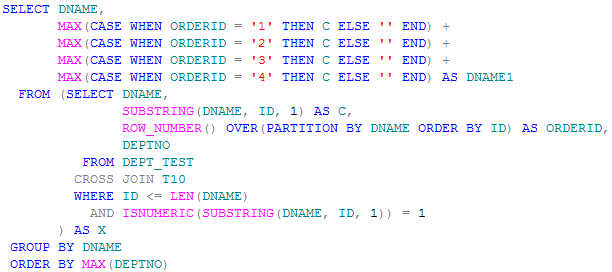 SELECT DNAME,
       MAX(CASE WHEN ORDERID = '1' THEN C ELSE '' END) +
       MAX(CASE WHEN ORDERID = '2' THEN C ELSE '' END) +
       MAX(CASE WHEN ORDERID = '3' THEN C ELSE '' END) +
       MAX(CASE WHEN ORDERID = '4' THEN C ELSE '' END) AS DNAME1
  FROM (SELECT DNAME,
               SUBSTRING(DNAME, ID, 1) AS C,
               ROW_NUMBER() OVER(PARTITION BY DNAME ORDER BY ID) AS ORDERID,
               DEPTNO
          FROM DEPT_TEST
         CROSS JOIN T10
         WHERE ID <= LEN(DNAME)
           AND ISNUMERIC(SUBSTRING(DNAME, ID, 1)) = 1
       ) AS X
 GROUP BY DNAME
 ORDER BY MAX(DEPTNO)